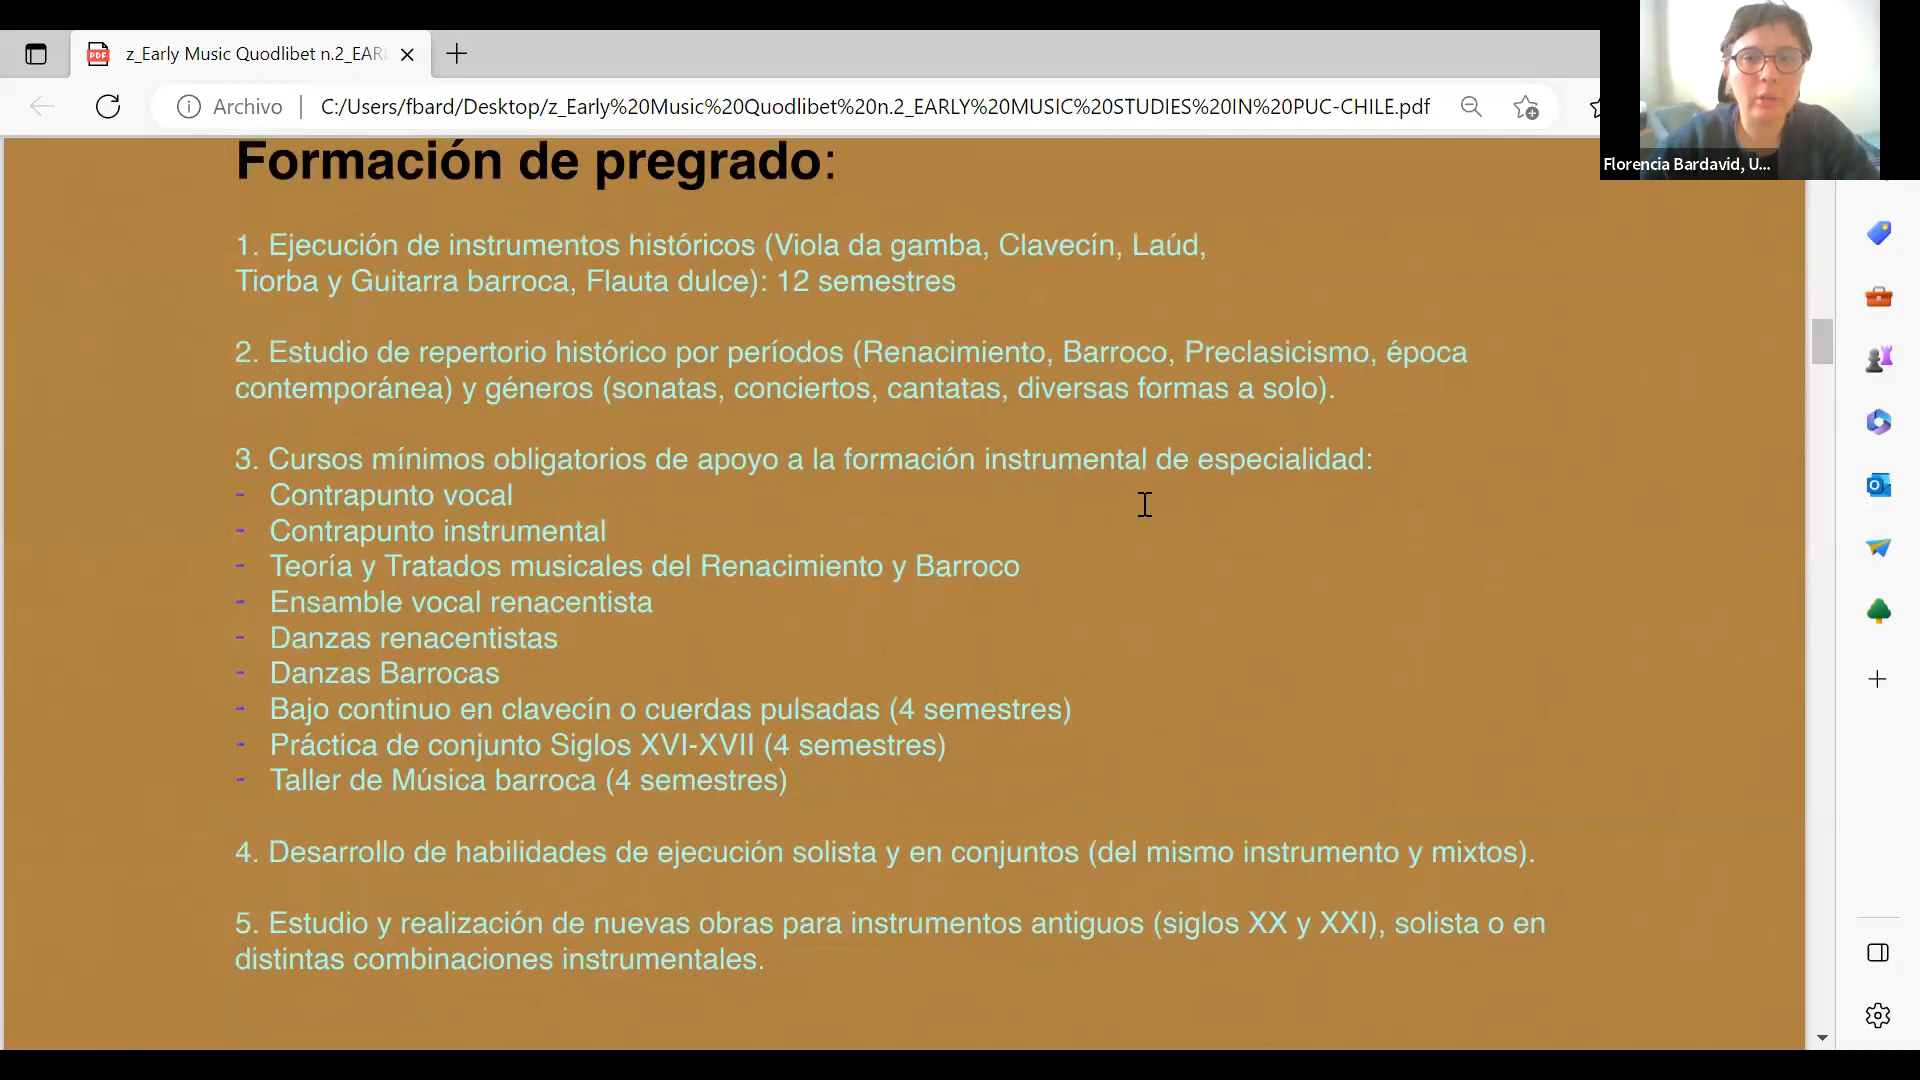 z_Early Music Quodlibet n.2_EAR
Archivo
C:/Users/fbard/Desktop/z_Early%20Music%20Quodlibet%20n.2_EARLY%20MUSIC%20STUDIES%20IN%20PUC-CHILE.pdf
Florencia Bardavid, U...
Formación de pregrado:
1. Ejecución de instrumentos históricos (Viola da gamba, Clavecín, Laúd,
Tiorba y Guitarra barroca, Flauta dulce): 12 semestres
2. Estudio de repertorio histórico por períodos (Renacimiento, Barroco, Preclasicismo, época
contemporánea) y géneros (sonatas, conciertos, cantatas, diversas formas a solo).
3. Cursos mínimos obligatorios de apoyo a la formación instrumental de especialidad:
- Contrapunto vocal
- Contrapunto instrumental
- Teoría y Tratados musicales del Renacimiento y Barroco
- Ensamble vocal renacentista
- Danzas renacentistas
- Danzas Barrocas
- Bajo continuo en clavecín o cuerdas pulsadas (4 semestres)
- Práctica de conjunto Siglos XVI-XVII (4 semestres)
- Taller de Música barroca (4 semestres)
4. Desarrollo de habilidades de ejecución solista y en conjuntos (del mismo instrumento y mixtos).
5. Estudio y realización de nuevas obras para instrumentos antiguos (siglos XX y XXI), solista o en
distintas combinaciones instrumentales.